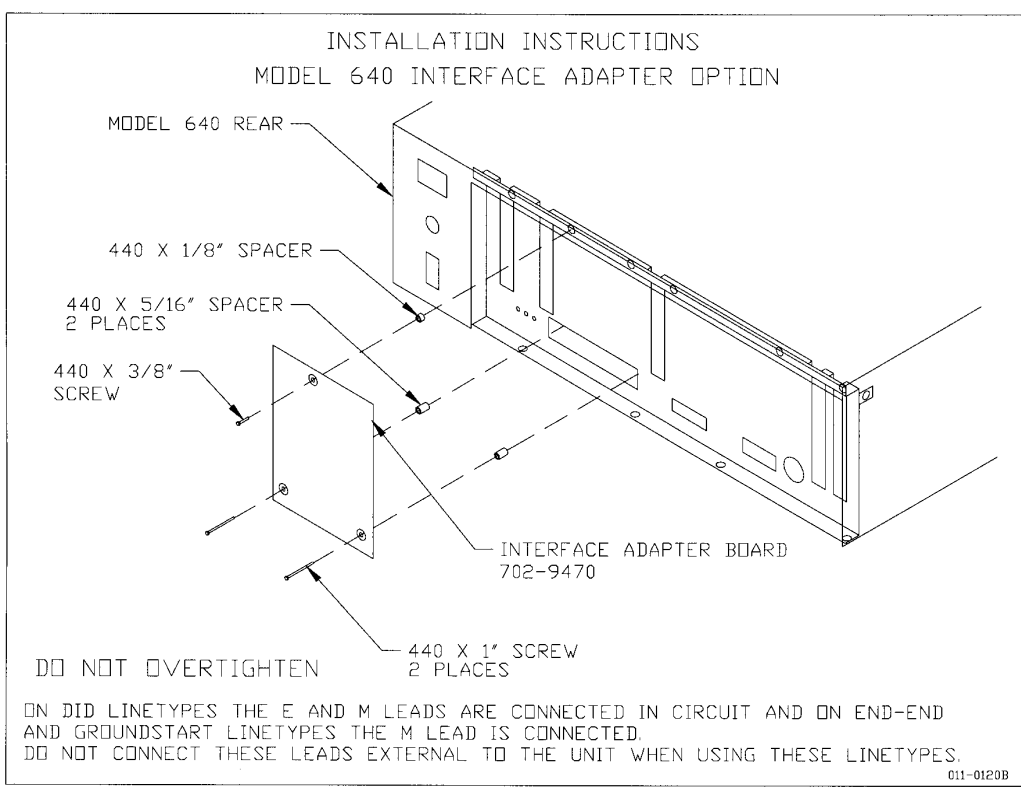 INSTALLATION INSTRUCTIONS
MODEL 640 INTERFACE ADAPTER OPTION
MODEL 640 REAR
440 X 1/8" SPACER
440 X 5/16" SPACER
2 PLACES
440 X 3/8"
SCREW
INTERFACE ADAPTER BOARD
702-9470
440 X 1" SCREW
2 PLACES
DO NOT OVERTIGHTEN
ON DID LINETYPES THE E AND M LEADS ARE CONNECTED IN CIRCUIT AND ON END-END
AND GROUNDSTART LINETYPES THE M LEAD IS CONNECTED.
DO NOT CONNECT THESE LEADS EXTERNAL TO THE UNIT WHEN USING THESE LINETYPES.
011-0120B